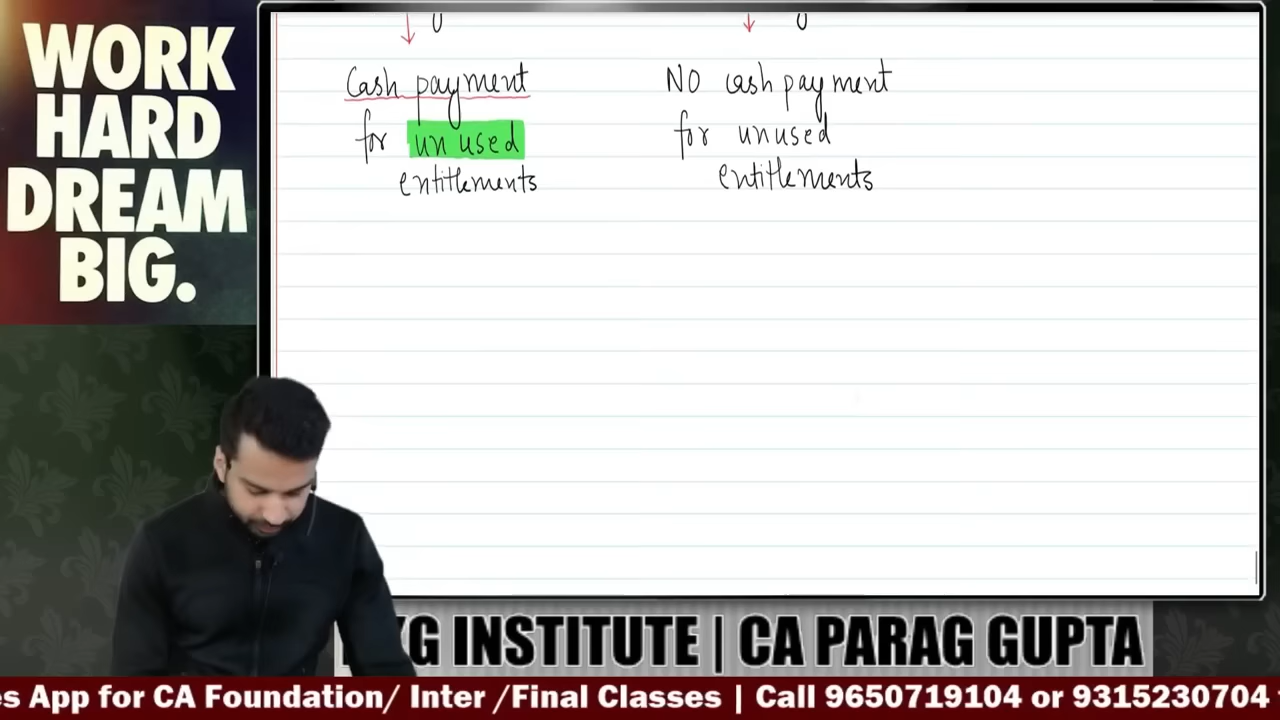 WORK
HARD
DREAM
BIG.
Cash payment
for unused
entitlements
NO cash payment
for unused
entitlements
G INSTITUTE | CA PARAG GUPTA
es App for CA Foundation/ Inter /Final Classes | Call 9650719104 or 9315230704